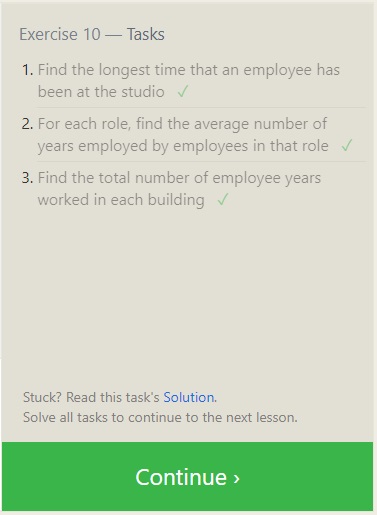 Exercise 10 — Tasks
1. Find the longest time that an employee has
been at the studio ✓
2. For each role, find the average number of
years employed by employees in that role ✓
3. Find the total number of employee years
worked in each building ✓
Stuck? Read this task's Solution.
Solve all tasks to continue to the next lesson.
Continue ›